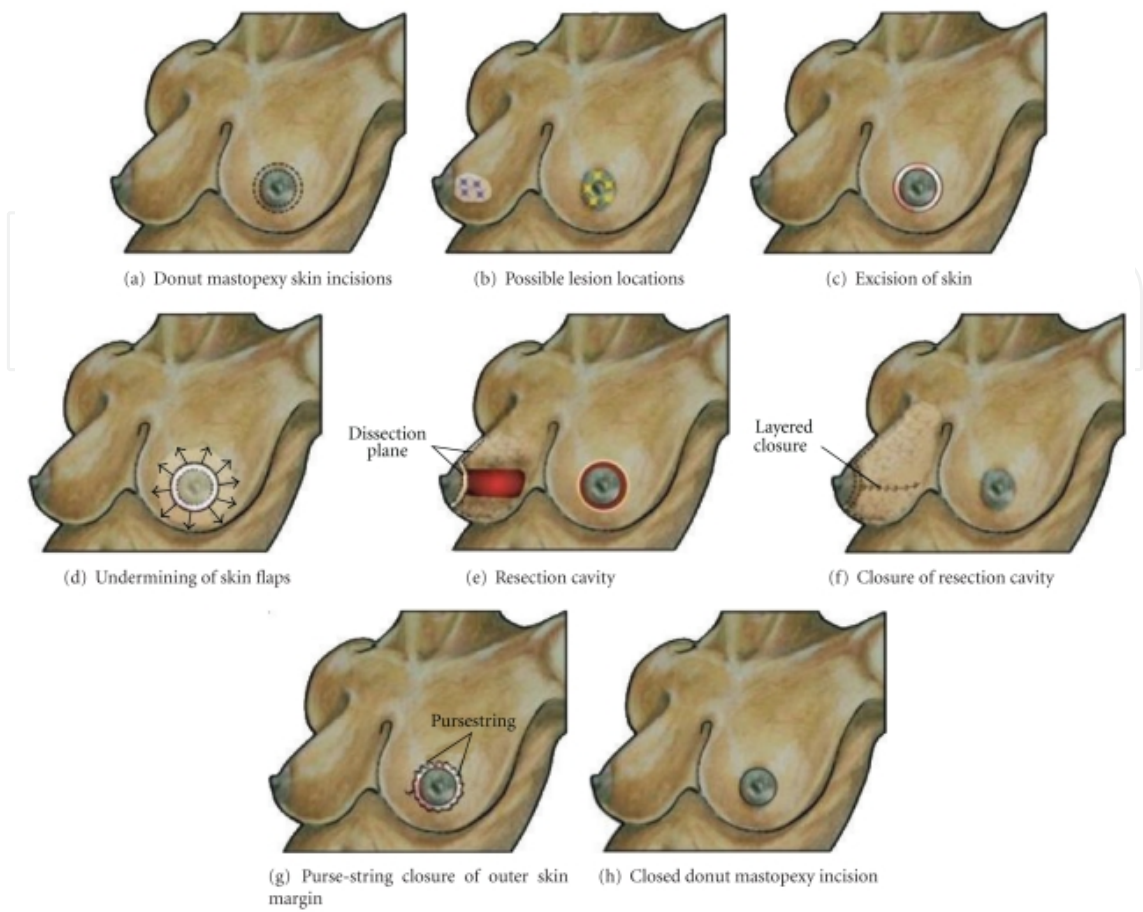 (a) Donut mastopexy skin incisions
(b) Possible lesion locations
(c) Excision of skin
Dissection
plane
Layered
closure
(d) Undermining of skin flaps
(e) Resection cavity
(f) Closure of resection cavity
Pursestring
(g) Purse-string closure of outer skin
margin
(h) Closed donut mastopexy incision